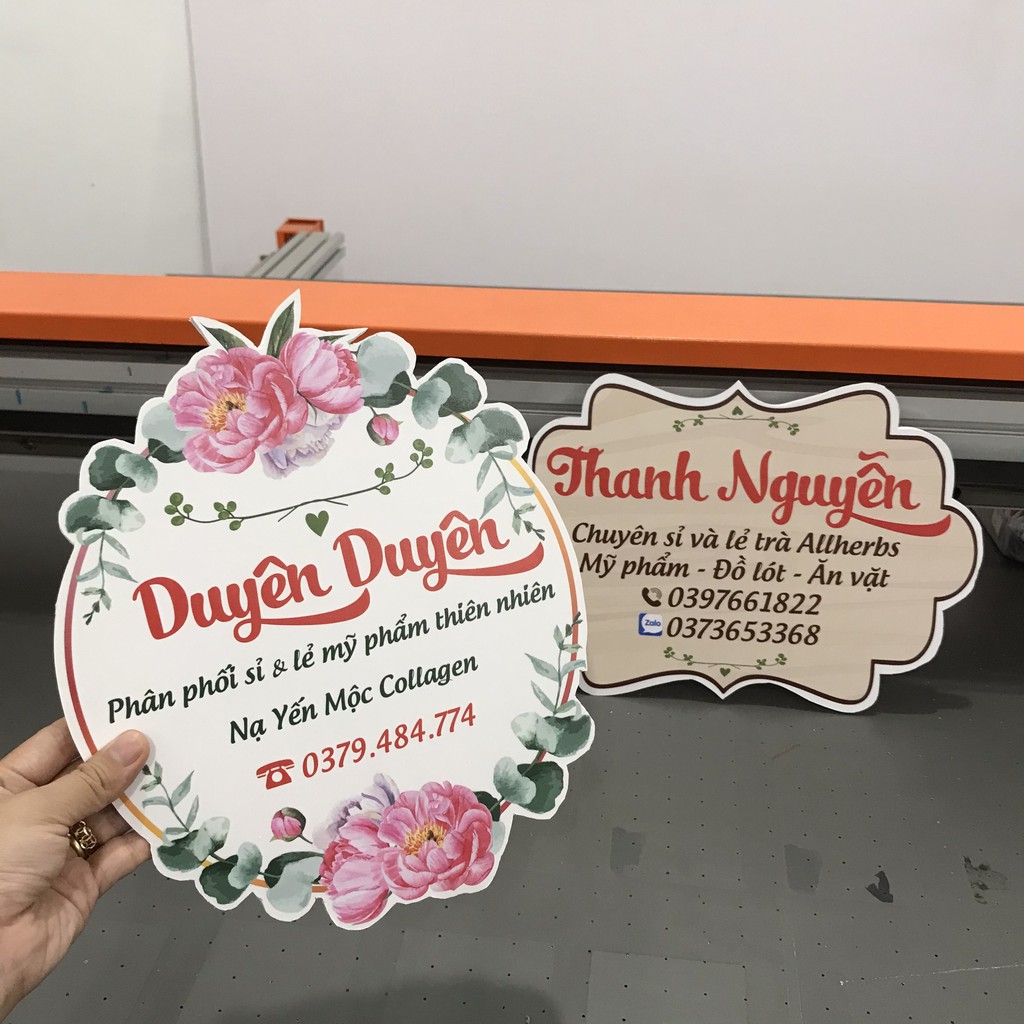 Duyên Duyên
Phân phối sỉ & lẻ mỹ phẩm thiên nhiên
Nạ Yến Mộc Collagen
0379.484.774
Thanh Nguyễn
Chuyên sỉ và lẻ trà Allherbs
Mỹ phẩm - Đồ lót - Ăn vặt
0397661822
Zalo 0373653368